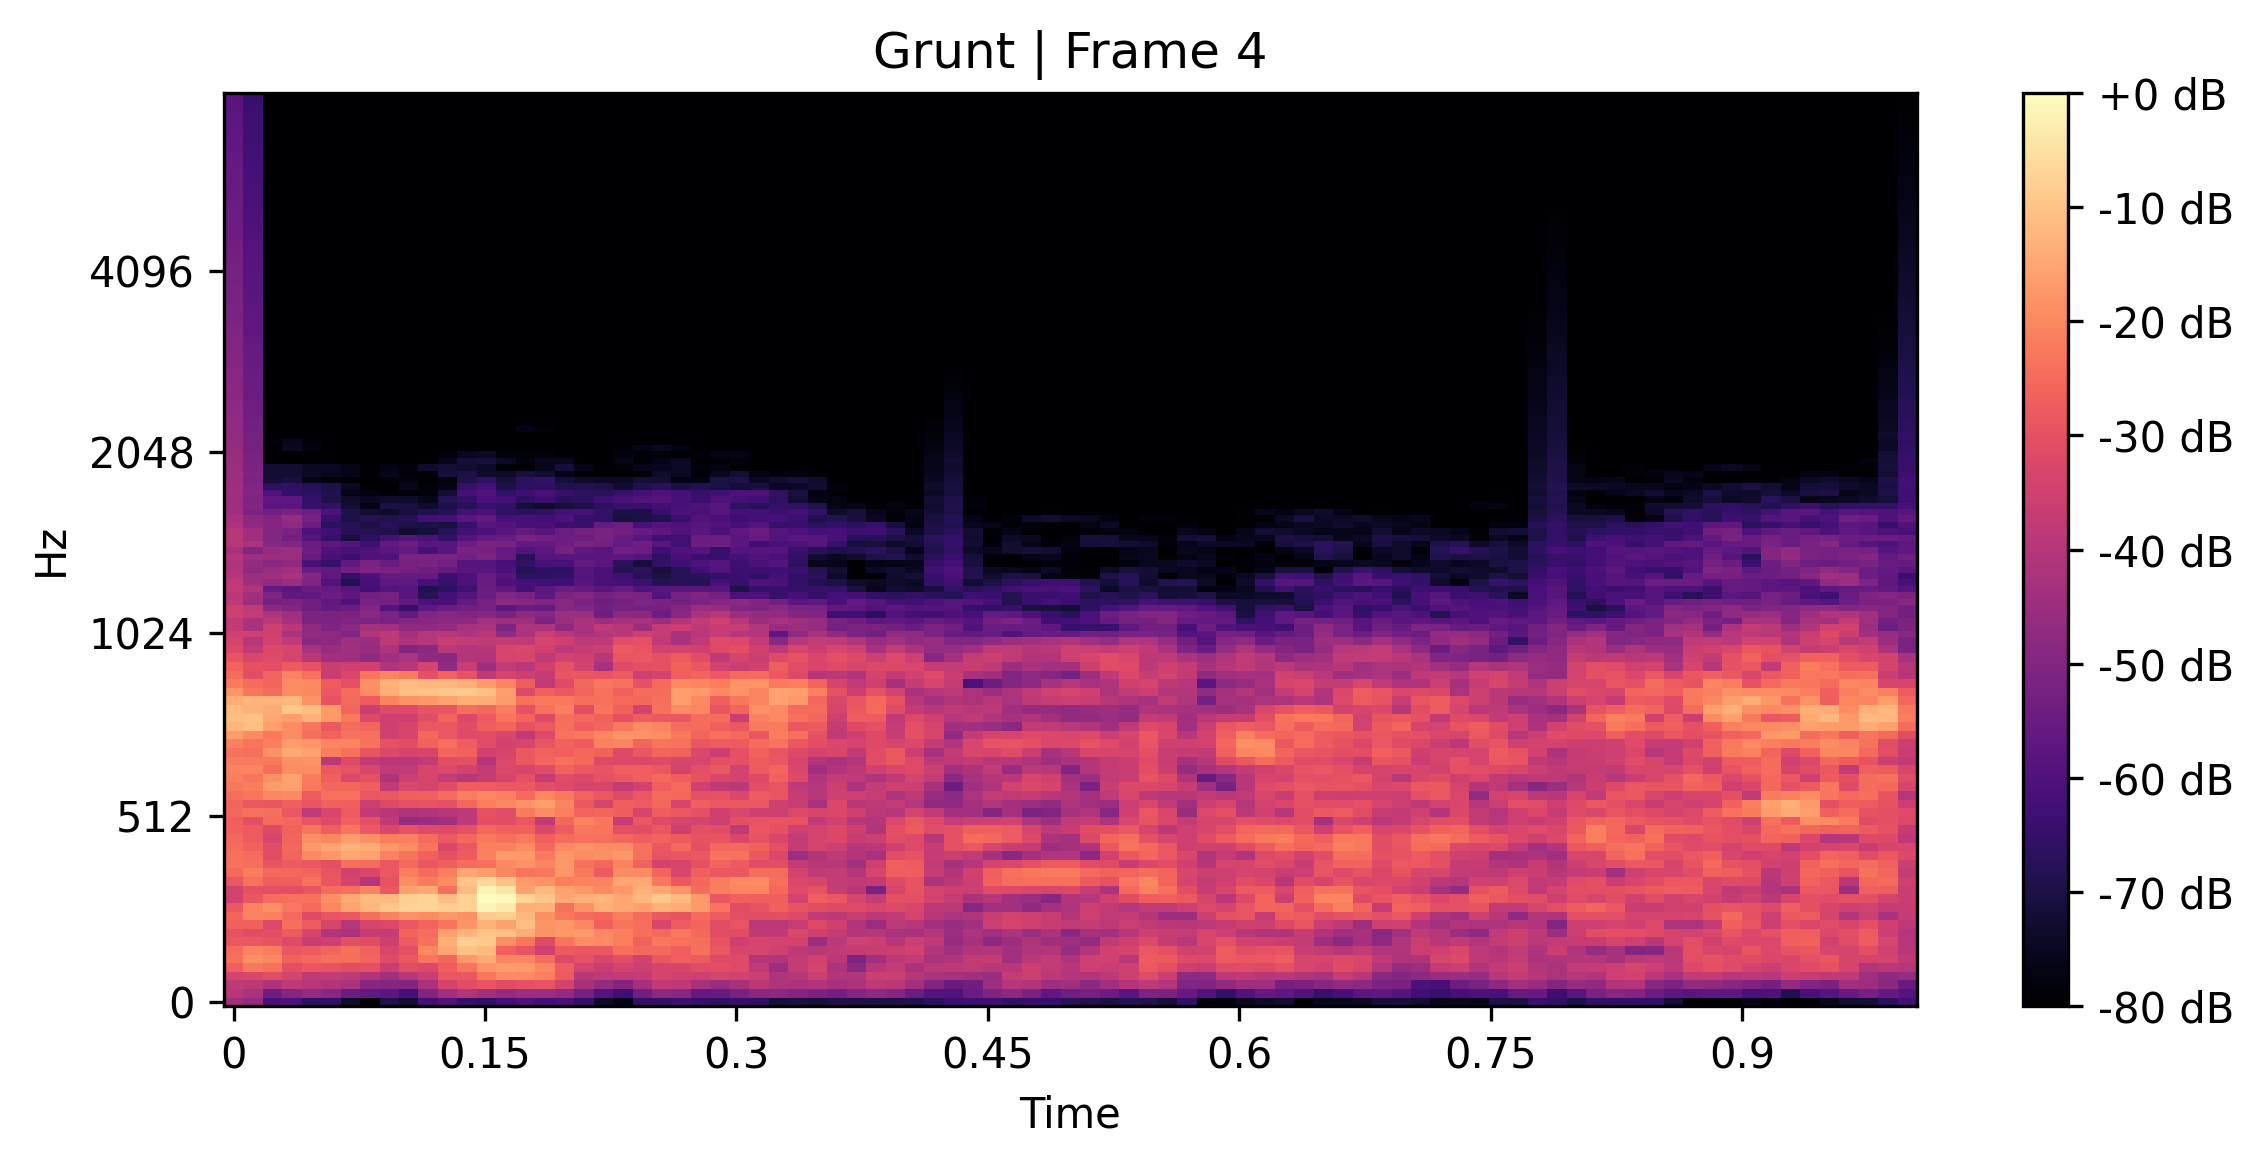 Grunt | Frame 4
+0 dB
-10 dB
-20 dB
-30 dB
-40 dB
-50 dB
-60 dB
-70 dB
-80 dB
Hz
4096
2048
1024
512
0
0 0.15 0.3 0.45 0.6 0.75 0.9
Time